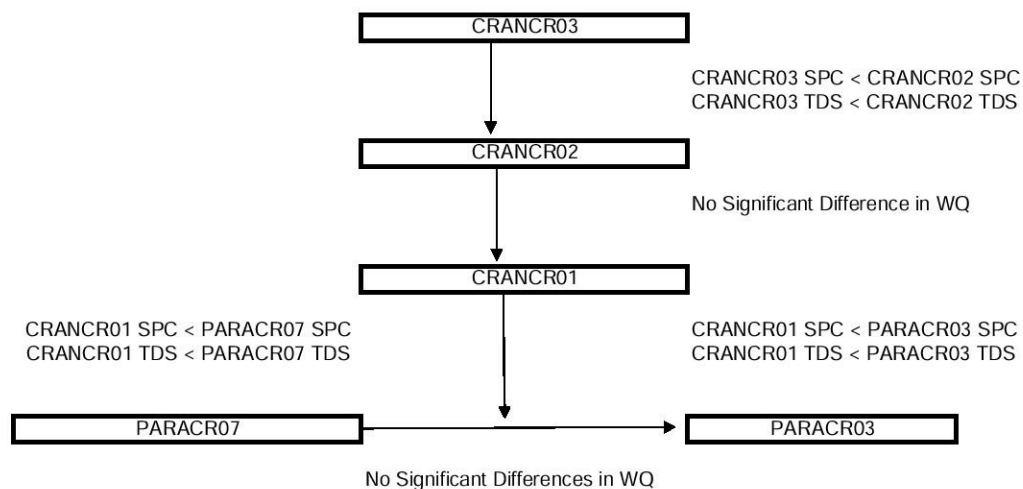 CRANCR03
CRANCR03 SPC < CRANCR02 SPC
CRANCR03 TDS < CRANCR02 TDS
CRANCR02
No Significant Difference in WQ
CRANCR01
CRANCR01 SPC < PARACR07 SPC
CRANCR01 TDS < PARACR07 TDS
CRANCR01 SPC < PARACR03 SPC
CRANCR01 TDS < PARACR03 TDS
PARACR07
PARACR03
No Significant Differences in WQ